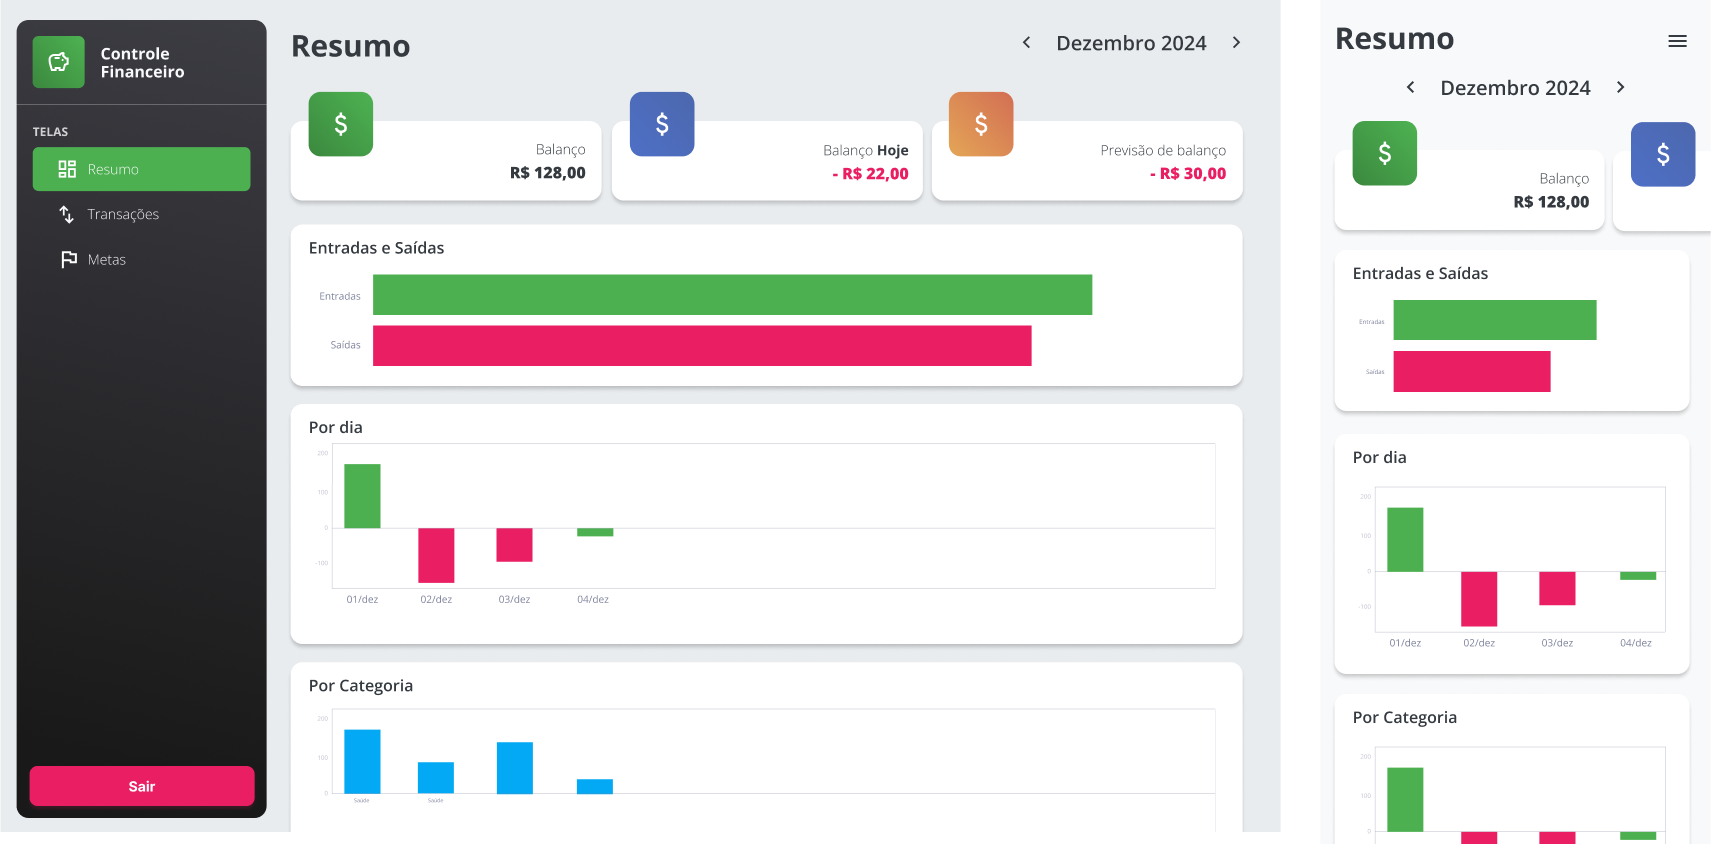 Controle
Financeiro
TELAS
Resumo
Transações
Metas
Sair
Resumo
Dezembro 2024
$
Balanço
R$ 128,00
$
Balanço Hoje
- R$ 22,00
$
Previsão de balanço
- R$ 30,00
Entradas e Saídas
Entradas
Saídas
Por dia
200
100
0
-100
01/dez 02/dez 03/dez 04/dez
Por Categoria
200
100
0
Saúde Saúde
Resumo
Dezembro 2024
$
Balanço
R$ 128,00
$
Entradas e Saídas
Entradas
Saídas
Por dia
200
100
0
-100
01/dez 02/dez 03/dez 04/dez
Por Categoria
200
100
0